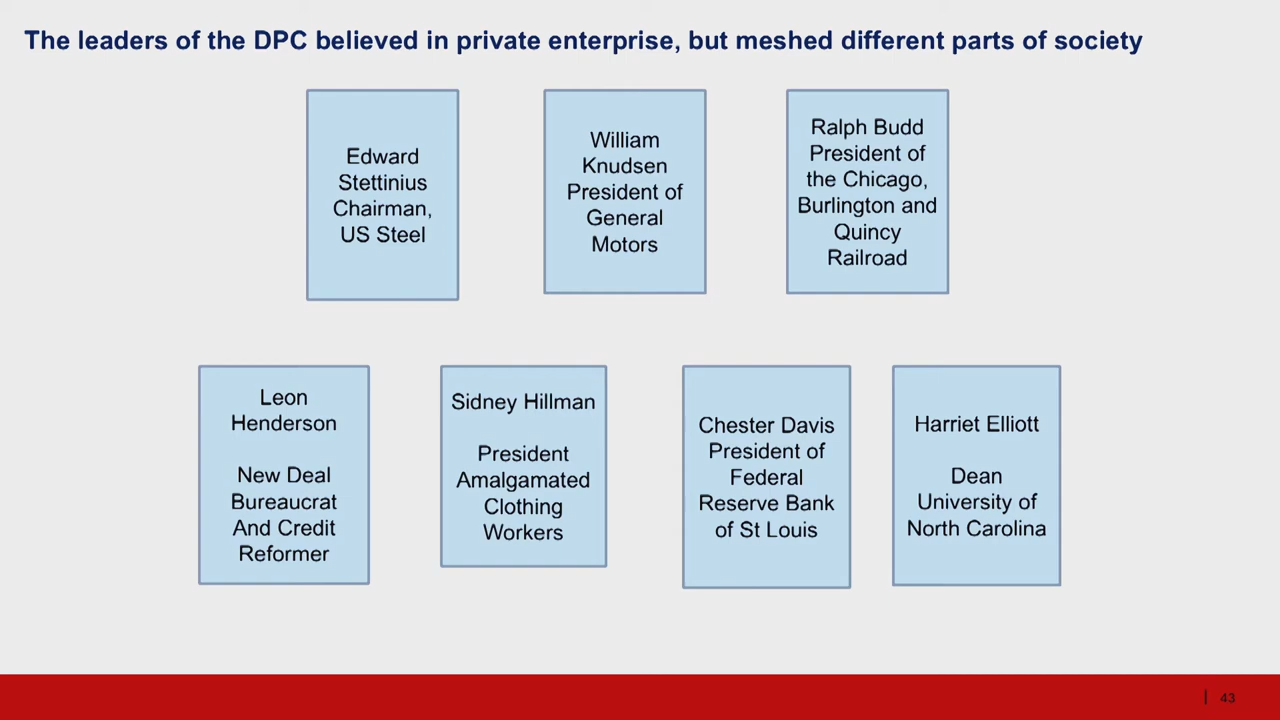 The leaders of the DPC believed in private enterprise, but meshed different parts of society
Edward
Stettinius
Chairman,
US Steel
William
Knudsen
President of
General
Motors
Ralph Budd
President of
the Chicago,
Burlington and
Quincy
Railroad
Leon
Henderson
New Deal
Bureaucrat
And Credit
Reformer
Sidney Hillman
President
Amalgamated
Clothing
Workers
Chester Davis
President of
Federal
Reserve Bank
of St Louis
Harriet Elliott
Dean
University of
North Carolina
| 43